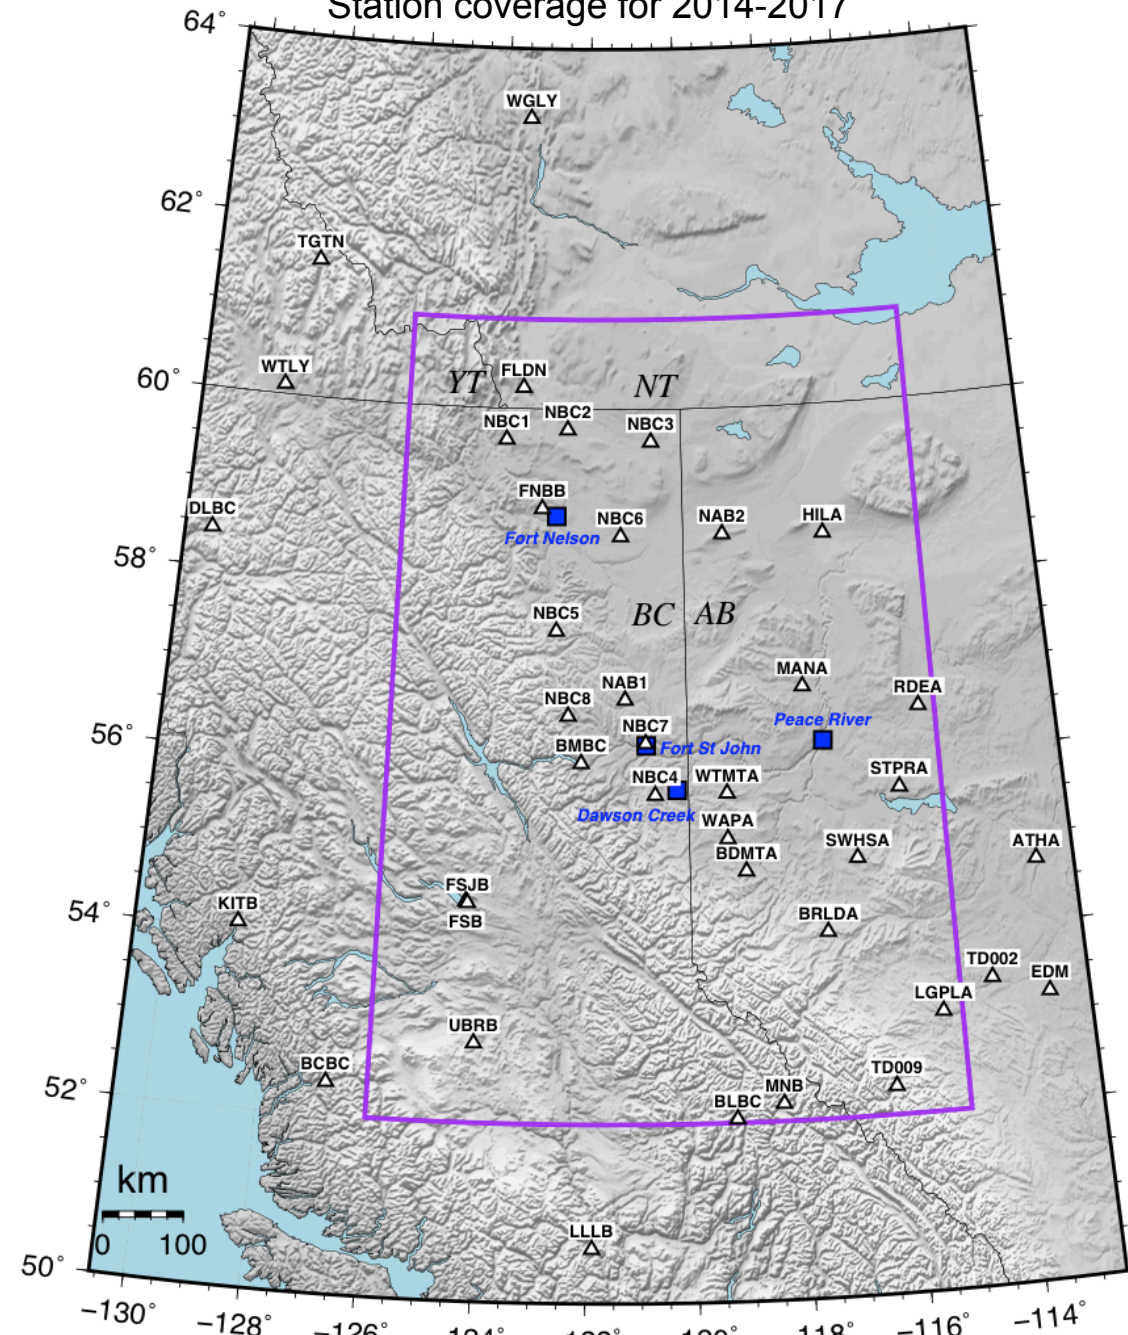 Station coverage for 2014-2017
64°
WGLY
62°
TGTN
WTLY
60°
YT
FLDN
NT
NBC1
NBC2
NBC3
DLBC
FNBB
Fort Nelson
NBC6
NAB2
HILA
58°
NBC5
BC
AB
MANA
RDEA
NBC8
NAB1
Peace River
56°
NBC7
Fort St John
BMBC
NBC4
WTMTA
STPRA
Dawson Creek
WAPA
BDMTA
SWHSA
ATHA
FSJB
FSB
54°
KITB
BRLDA
TD002
EDM
LGPLA
UBRB
52°
BCBC
TD009
MNB
BLBC
km
0 100
LLLB
50°
−130° −128° −126° −118° −116° −114°